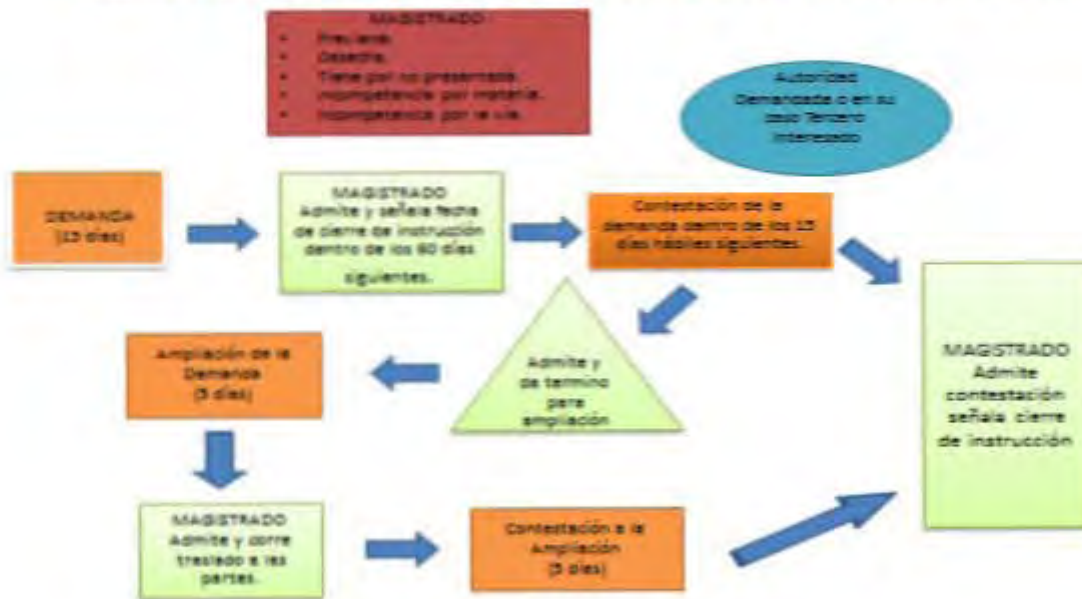 MAGISTRADO
• Previene.
• Desecha.
• Tiene por no presentada.
• Incompetencia por materia.
• Incompetencia por la vía.
Autoridad
Demandada o en su
caso Tercero
Interesado
DEMANDA
(15 días)
MAGISTRADO
Admite y señala fecha
de cierre de instrucción
dentro de los 60 días
siguientes.
Contestación de la
demanda dentro de los 15
días hábiles siguientes.
Ampliación de la
Demanda
(5 días)
Admite y
da termino
para
ampliación
MAGISTRADO
Admite
contestación
señala cierre
de instrucción
MAGISTRADO
Admite y corre
traslado a las
partes.
Contestación a la
Ampliación
(5 días)